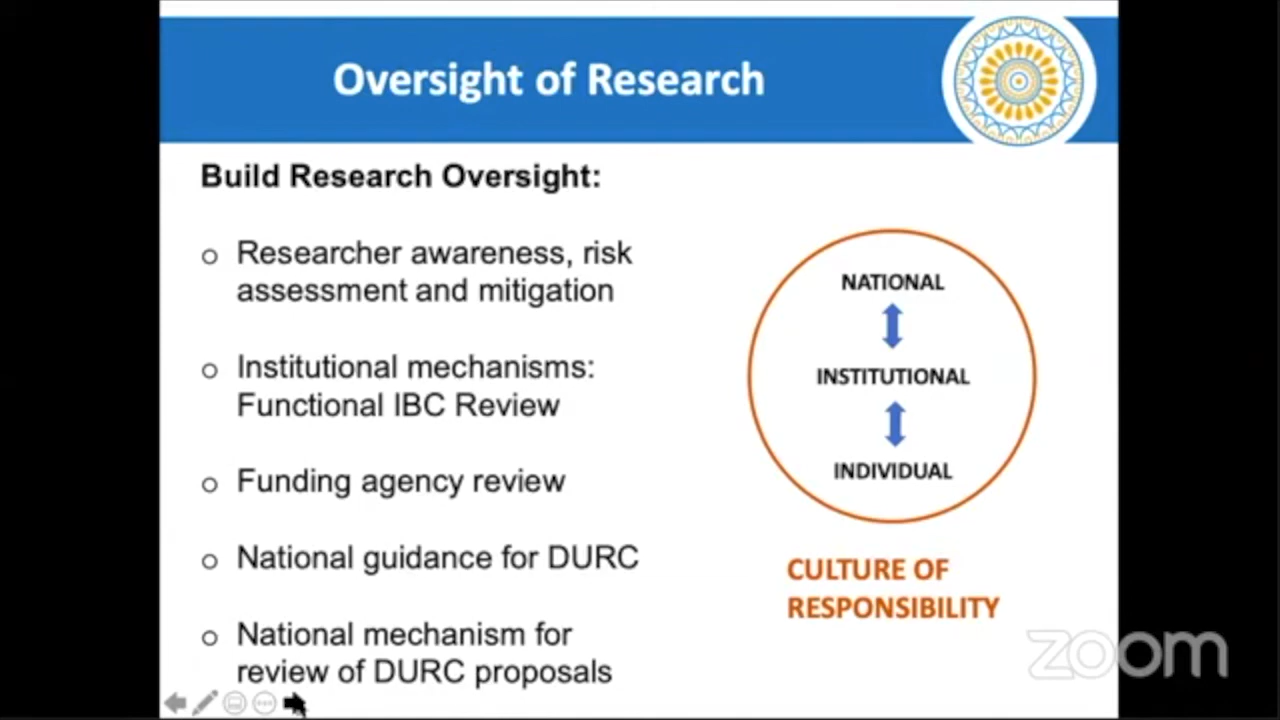 Oversight of Research
Build Research Oversight:
Researcher awareness, risk
assessment and mitigation
Institutional mechanisms:
Functional IBC Review
Funding agency review
National guidance for DURC
National mechanism for
review of DURC proposals
NATIONAL
INSTITUTIONAL
INDIVIDUAL
CULTURE OF
RESPONSIBILITY
zoom